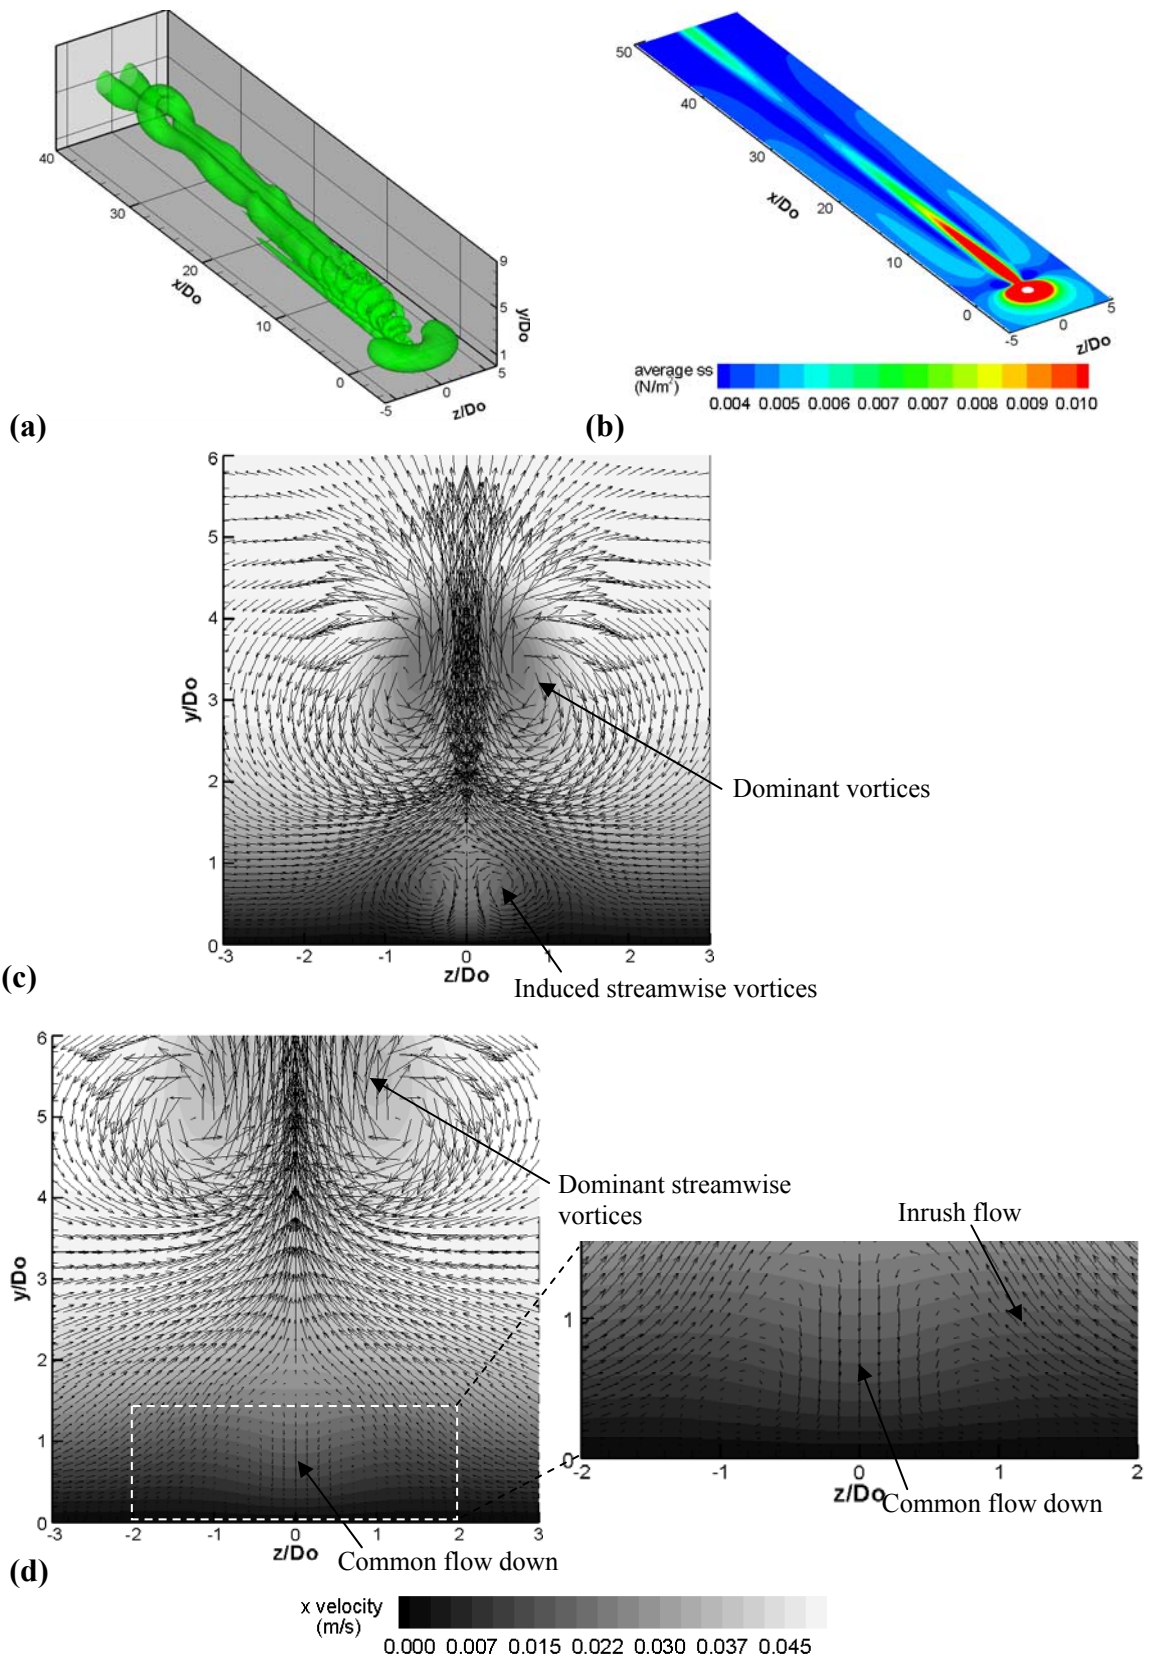 40
30
20
10
0
x/Do
-5
0
5
z/Do
1
5
9
y/Do
(a)
50
40
30
20
10
0
x/Do
-5
0
5
z/Do
average ss
(N/m²)
0.004 0.005 0.006 0.007 0.007 0.008 0.009 0.010
(b)
6
5
4
3
2
1
0
y/Do
-3 -2 -1 0 1 2 3
z/Do
Dominant vortices
Induced streamwise vortices
(c)
6
5
4
3
2
1
0
y/Do
-3 -2 -1 0 1 2 3
z/Do
Dominant streamwise
vortices
Common flow down
Inrush flow
1
0
-2 -1 0 1 2
z/Do
Common flow down
(d)
x velocity
(m/s)
0.000 0.007 0.015 0.022 0.030 0.037 0.045